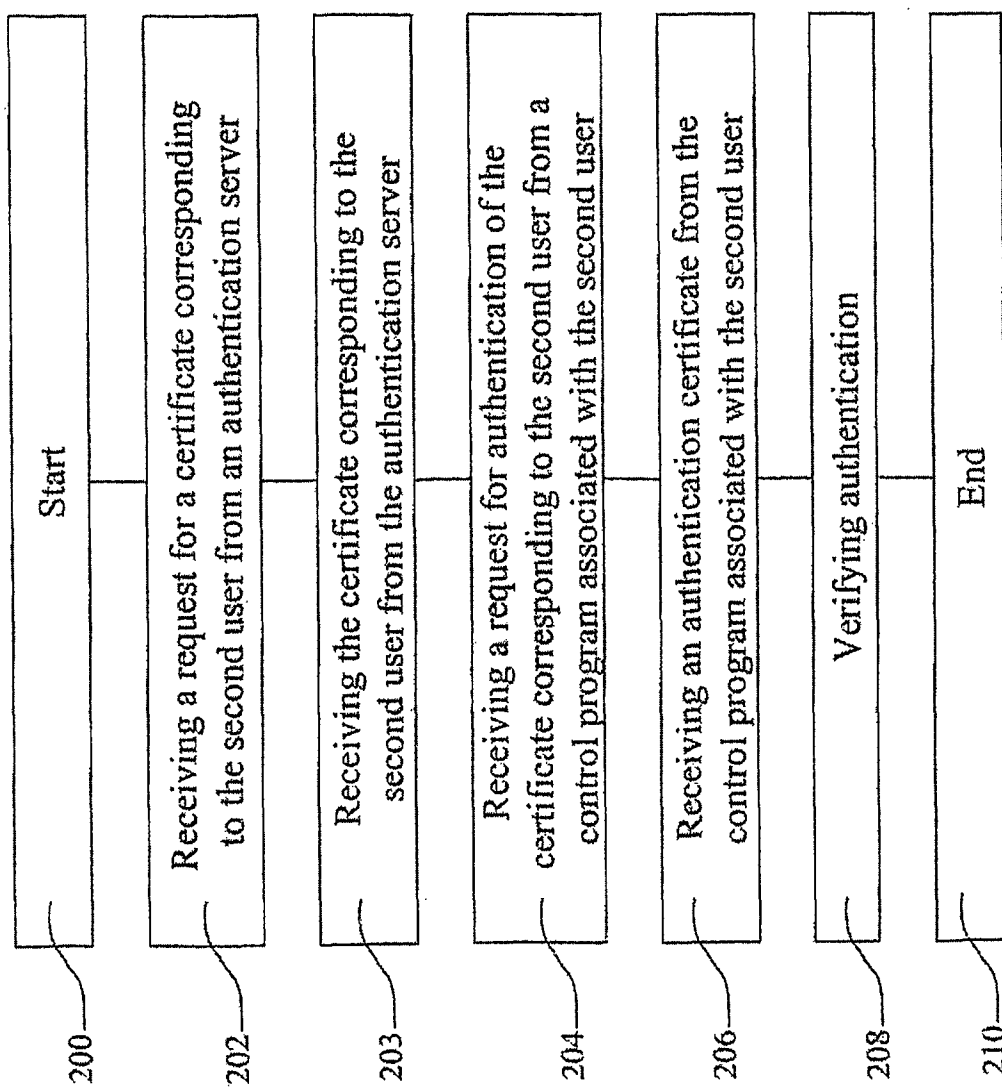 200
Start
202
Receiving a request for a certificate corresponding
to the second user from an authentication server
203
Receiving the certificate corresponding to the
second user from the authentication server
204
Receiving a request for authentication of the
certificate corresponding to the second user from a
control program associated with the second user
206
Receiving an authentication certificate from the
control program associated with the second user
208
Verifying authentication
210
End